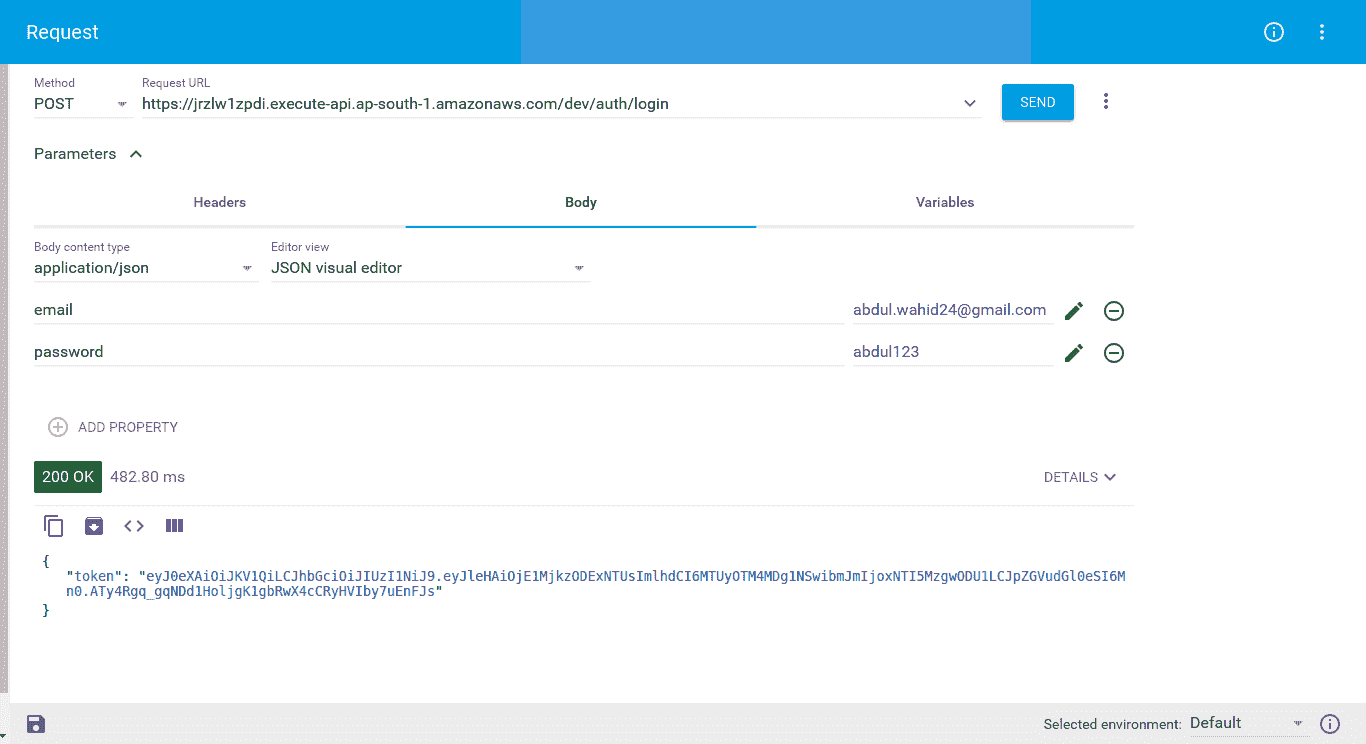 Request
Method
Request URL
POST
https://jrzlw1zpdi.execute-api.ap-south-1.amazonaws.com/dev/auth/login
SEND
Parameters
Headers
Body
Variables
Body content type
Editor view
application/json
JSON visual editor
email
abdul.wahid24@gmail.com
password
abdul123
ADD PROPERTY
200 OK
482.80 ms
DETAILS
{
"token": "eyJ0eXAiOiJKV1QiLCJhbGciOiJIUzI1NiJ9.eyJleHAiOjE1MjkzODExNTUsImlhdCI6MTUyOTM4MDg1NSwibmJmIjoxNTI5MzgwODU1LCJpZGVudGl0eSI6M
n0.ATy4Rgq_gqNDd1HoljgK1gbRwX4cCRyHVIby7uEnFJs"
}
Selected environment:
Default